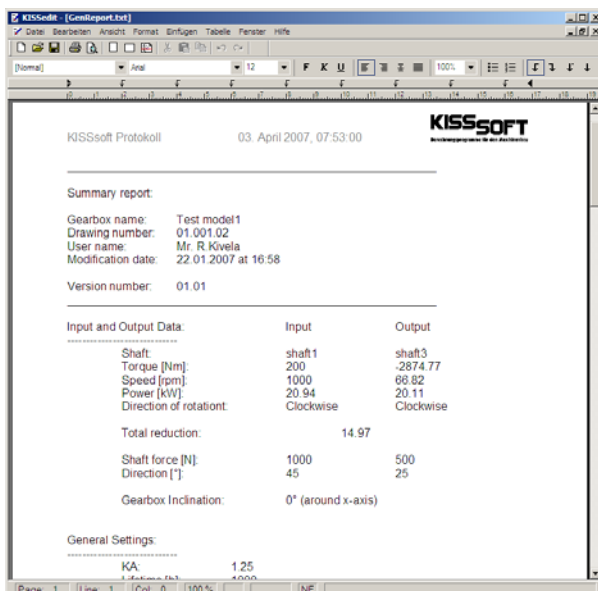 KISSedit - [GenReport.txt]
Datei Bearbeiten Ansicht Format Einfügen Tabelle Fenster Hilfe
[Normal] Arial 12 F K U 100%
KISSsoft Protokoll 03. April 2007, 07:53:00
KISSSOFT
Summary report:
Gearbox name: Test model1
Drawing number: 01.001.02
User name: Mr. R.Kivela
Modification date: 22.01.2007 at 16:58
Version number: 01.01
Input and Output Data: Input Output
-----------------------------
Shaft: shaft1 shaft3
Torque [Nm]: 200 -2874.77
Speed [rpm]: 1000 66.82
Power [kW]: 20.94 20.11
Direction of rotationt: Clockwise Clockwise
Total reduction: 14.97
Shaft force [N]: 1000 500
Direction [°]: 45 25
Gearbox Inclination: 0° (around x-axis)
General Settings:
-----------------------------
KA: 1.25
Lifetime [h]: 1000
Page: 1 Line: 1 Col: 0 100 % NF